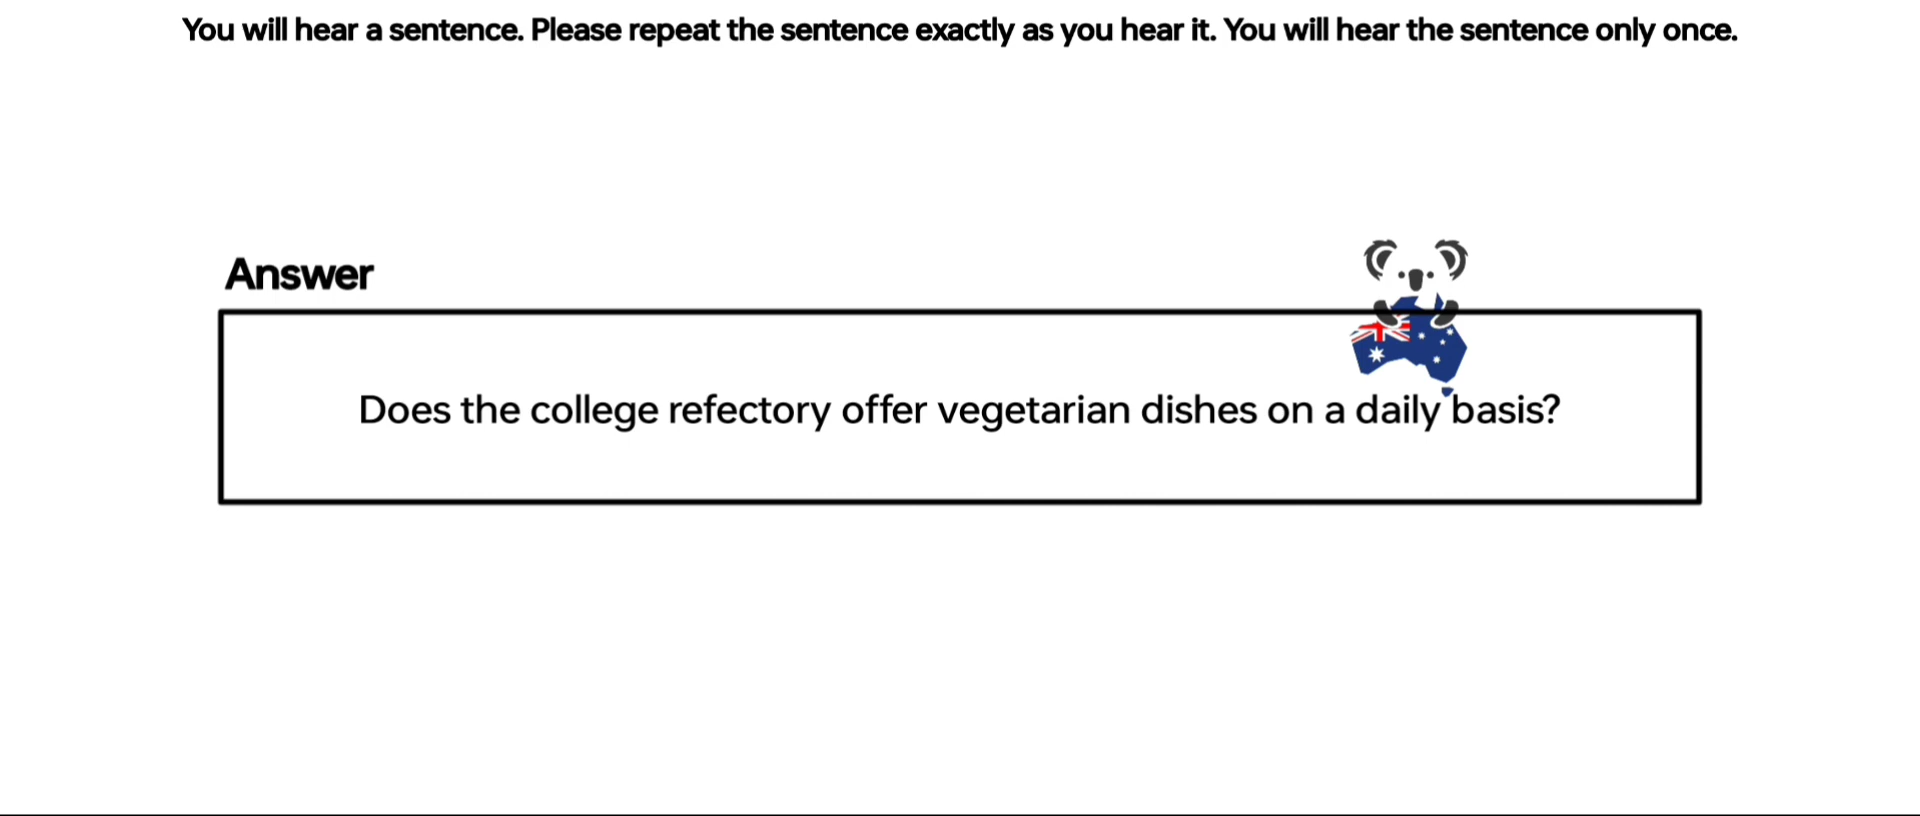 You will hear a sentence. Please repeat the sentence exactly as you hear it. You will hear the sentence only once.
Answer
Does the college refectory offer vegetarian dishes on a daily basis?